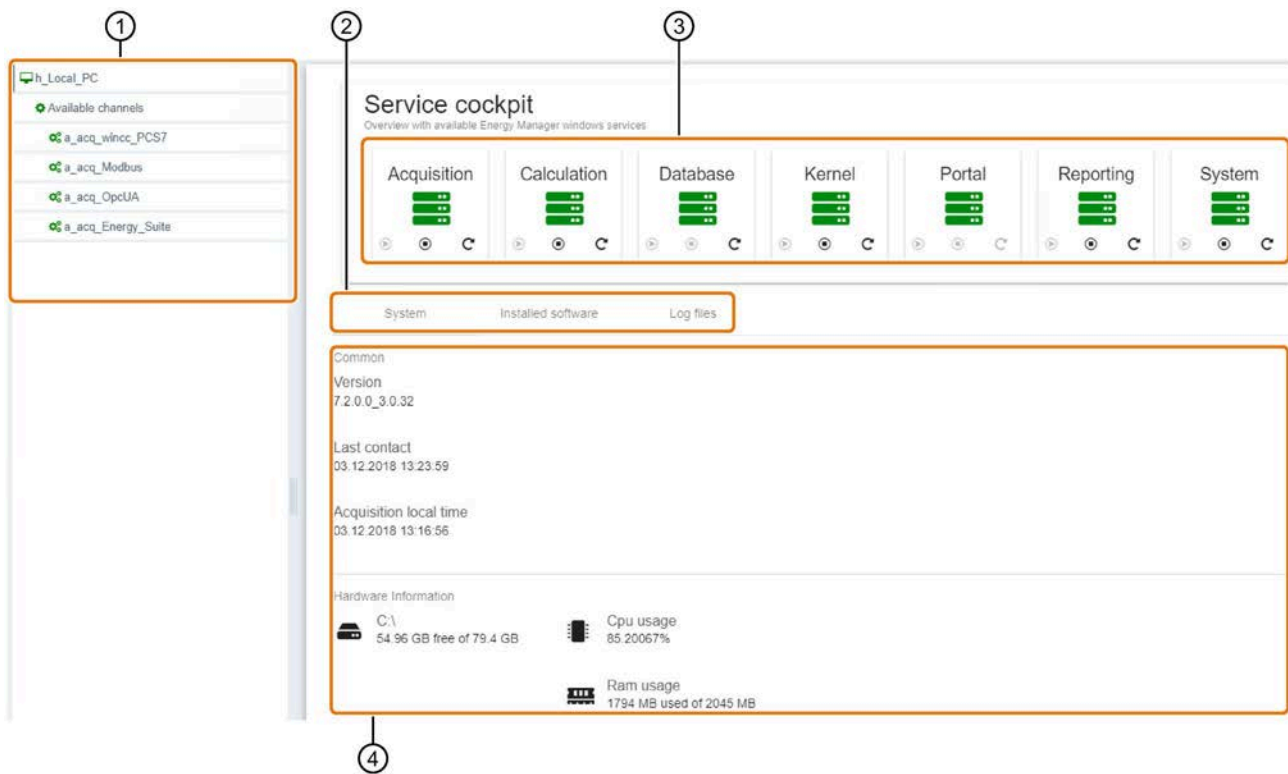 1
2
3
h_Local_PC
Available channels
a_acq_wincc_PCS7
a_acq_Modbus
a_acq_OpcUA
a_acq_Energy_Suite
Service cockpit
Overview with available Energy Manager windows services
Acquisition Calculation Database Kernel Portal Reporting System
System Installed software Log files
Common
Version
7.2.0.0_3.0.32
Last contact
03.12.2018 13:23:59
Acquisition local time
03.12.2018 13:16:56
Hardware Information
C:\
54.96 GB free of 79.4 GB
Cpu usage
85.20067%
Ram usage
1794 MB used of 2045 MB
4